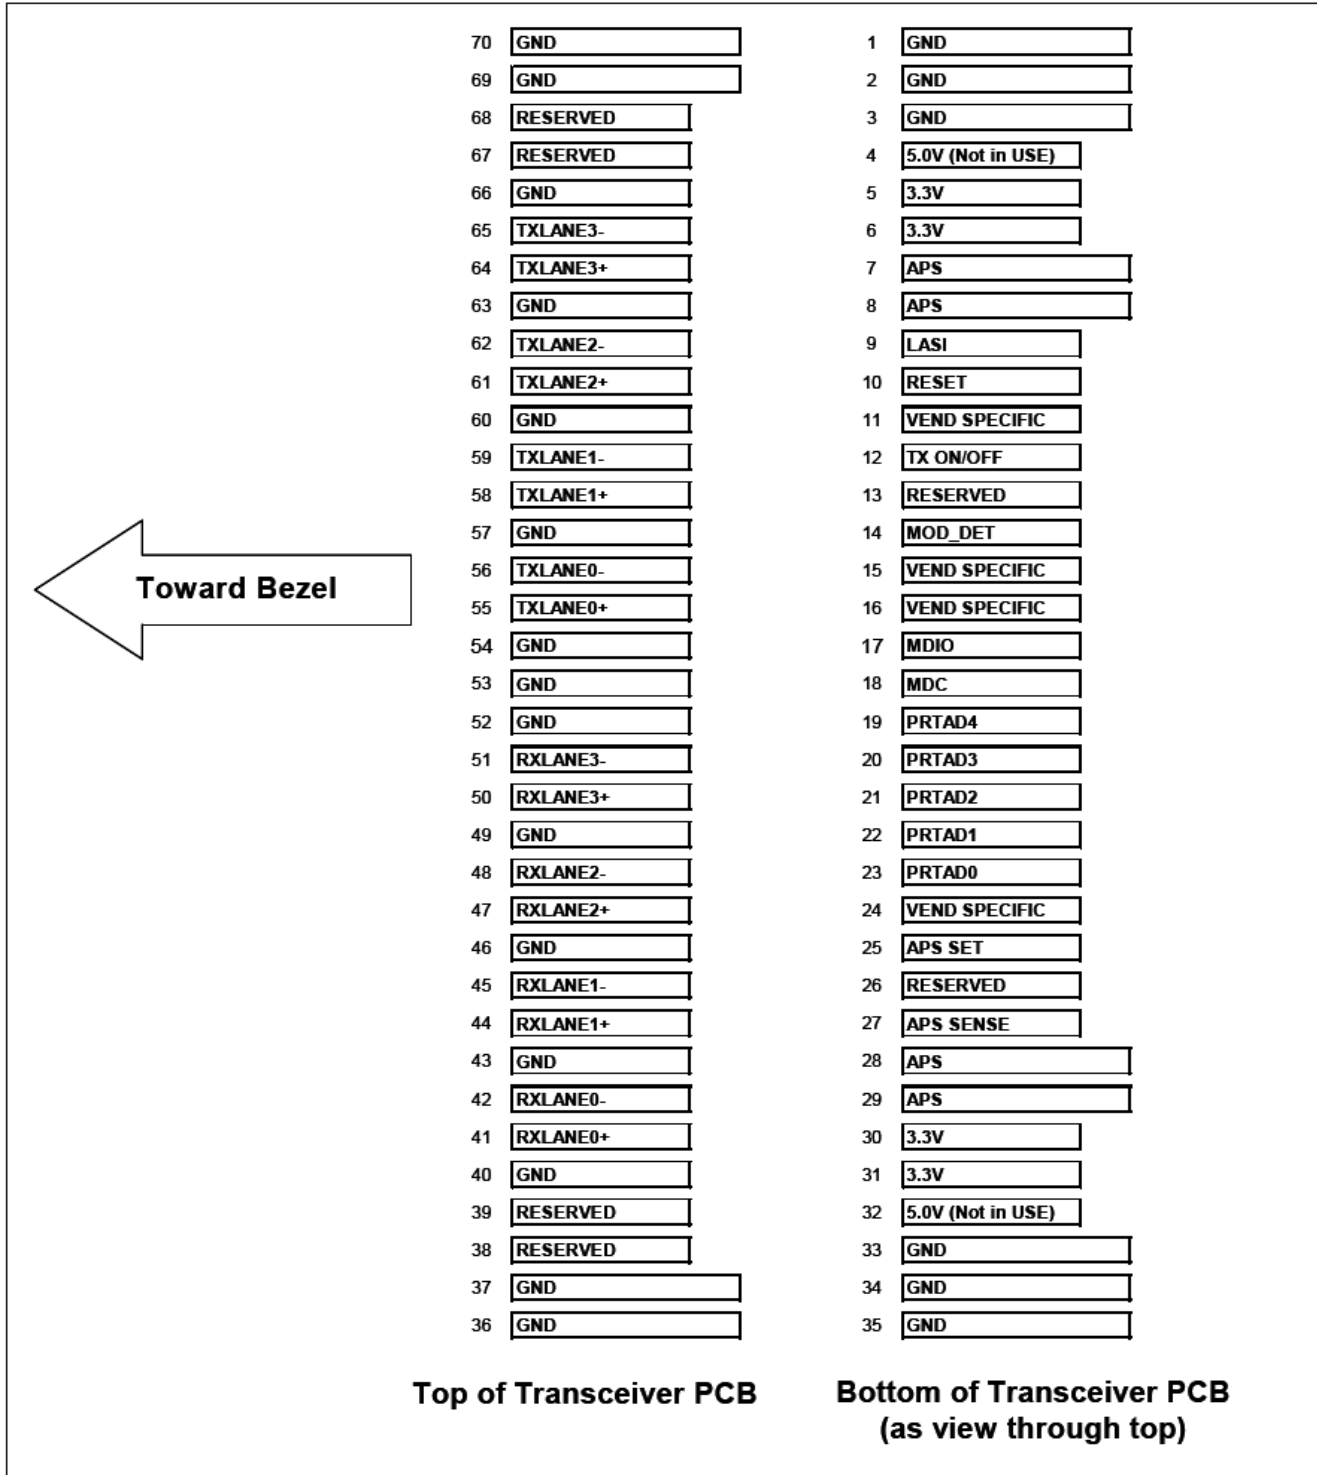 70 GND 1 GND
69 GND 2 GND
68 RESERVED 3 GND
67 RESERVED 4 5.0V (Not in USE)
66 GND 5 3.3V
65 TXLANE3- 6 3.3V
64 TXLANE3+ 7 APS
63 GND 8 APS
62 TXLANE2- 9 LASI
61 TXLANE2+ 10 RESET
60 GND 11 VEND SPECIFIC
59 TXLANE1- 12 TX ON/OFF
58 TXLANE1+ 13 RESERVED
57 GND 14 MOD_DET
56 TXLANE0- 15 VEND SPECIFIC
Toward Bezel
55 TXLANE0+ 16 VEND SPECIFIC
54 GND 17 MDIO
53 GND 18 MDC
52 GND 19 PRTAD4
51 RXLANE3- 20 PRTAD3
50 RXLANE3+ 21 PRTAD2
49 GND 22 PRTAD1
48 RXLANE2- 23 PRTAD0
47 RXLANE2+ 24 VEND SPECIFIC
46 GND 25 APS SET
45 RXLANE1- 26 RESERVED
44 RXLANE1+ 27 APS SENSE
43 GND 28 APS
42 RXLANE0- 29 APS
41 RXLANE0+ 30 3.3V
40 GND 31 3.3V
39 RESERVED 32 5.0V (Not in USE)
38 RESERVED 33 GND
37 GND 34 GND
36 GND 35 GND
Top of Transceiver PCB
Bottom of Transceiver PCB
(as view through top)